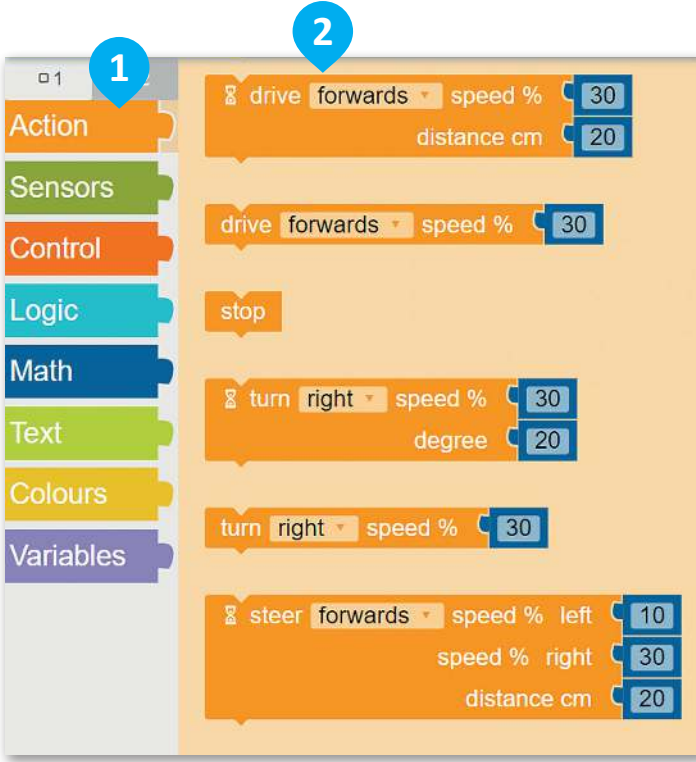 1
2
1
Action
Sensors
Control
Logic
Math
Text
Colours
Variables
drive forwards speed % 30
distance cm 20
drive forwards speed % 30
stop
turn right speed % 30
degree 20
turn right speed % 30
steer forwards speed % left 10
speed % right 30
distance cm 20